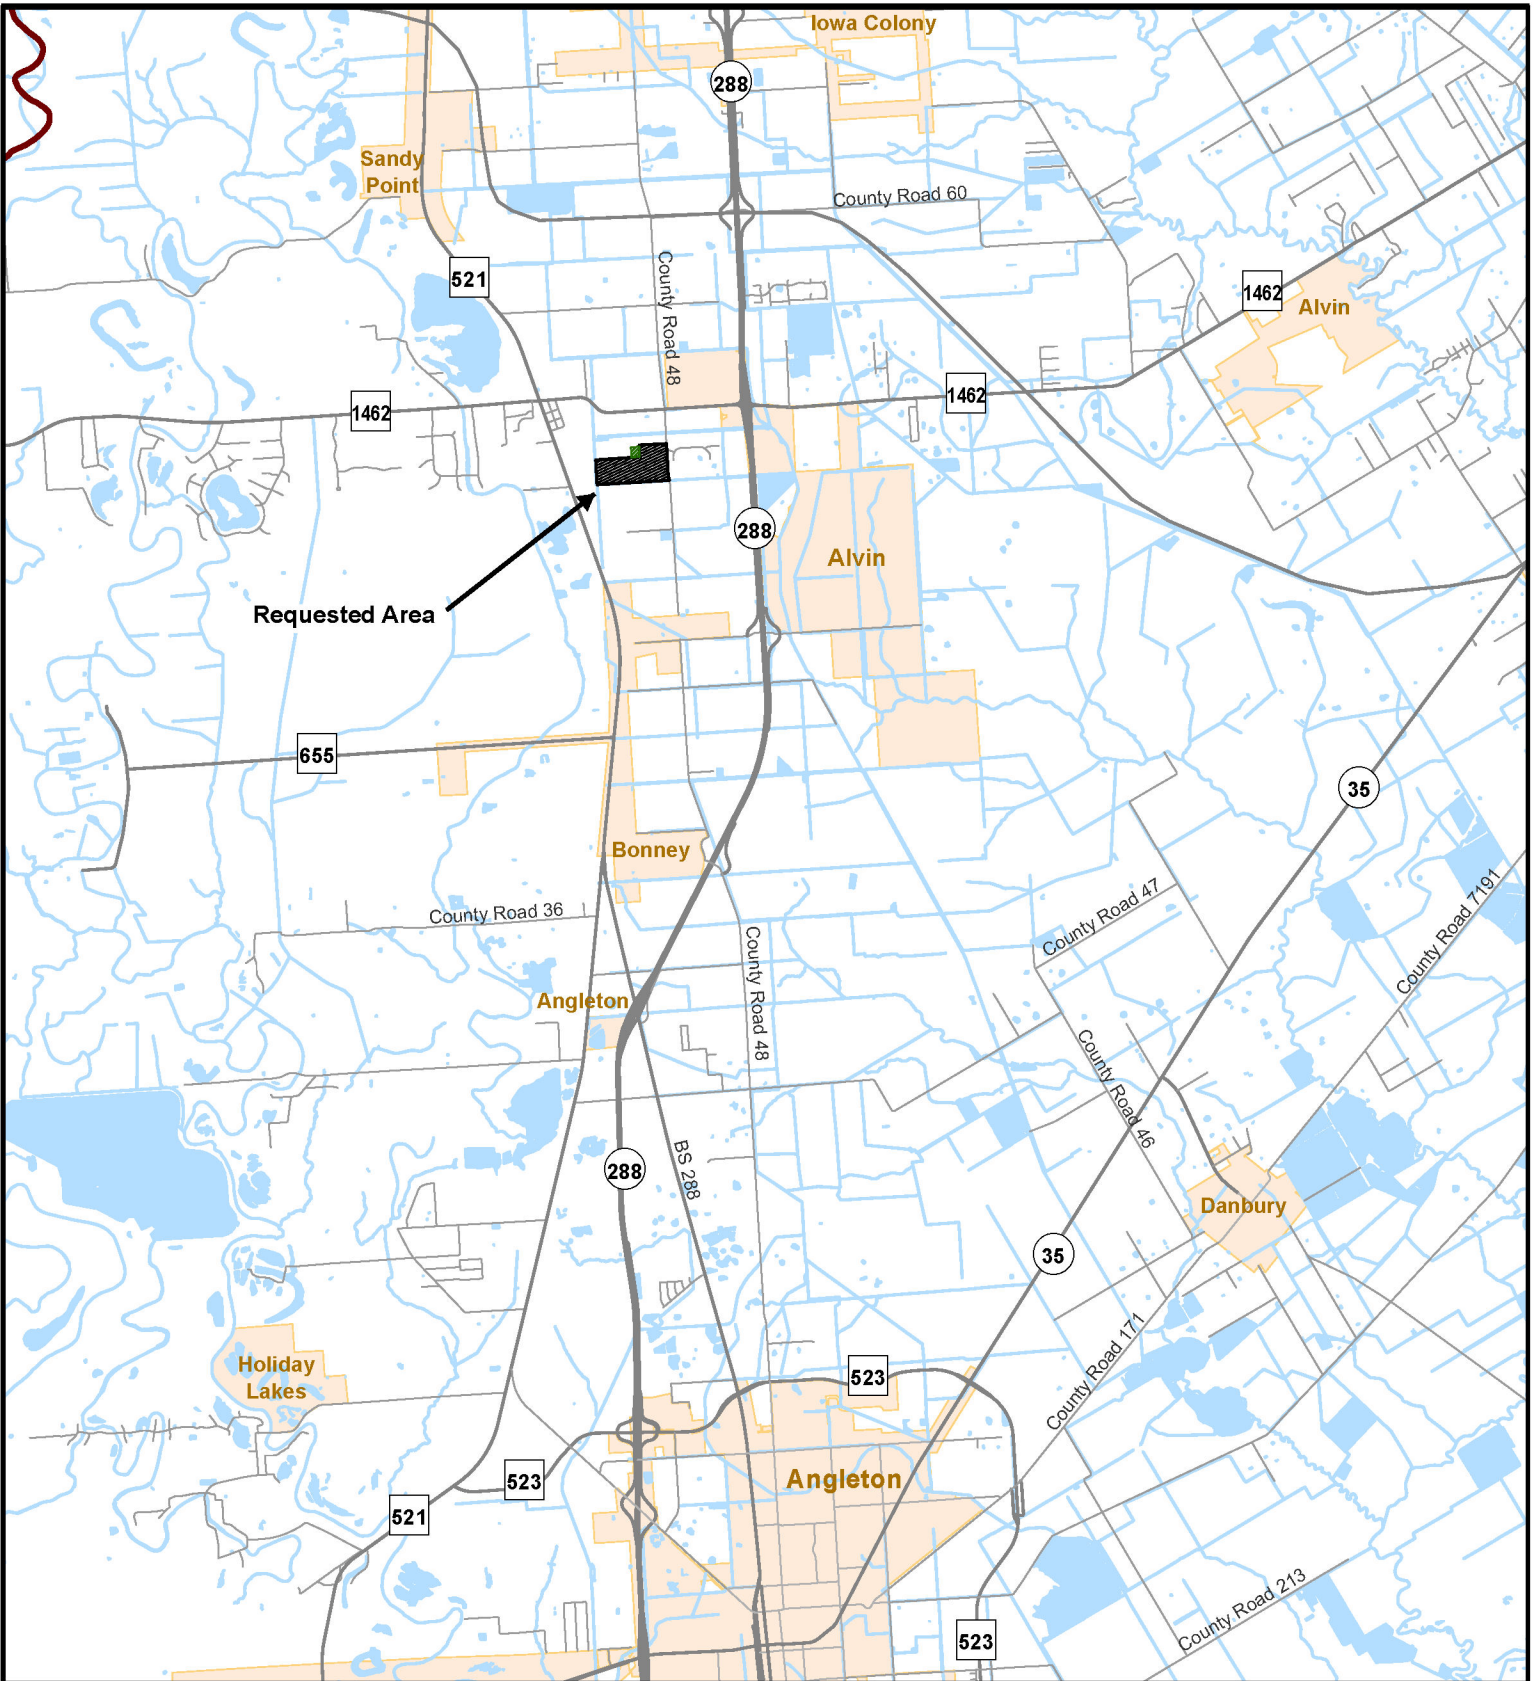 Iowa Colony
288
Sandy
Point
County Road 60
521
County Road 48
1462
Alvin
1462
1462
288
Alvin
Requested Area
655
35
Bonney
County Road 36
County Road 47
County Road 7191
Angleton
County Road 48
County Road 46
BS 288
288
Danbury
35
Holiday
Lakes
County Road 171
523
Angleton
523
521
County Road 213
523